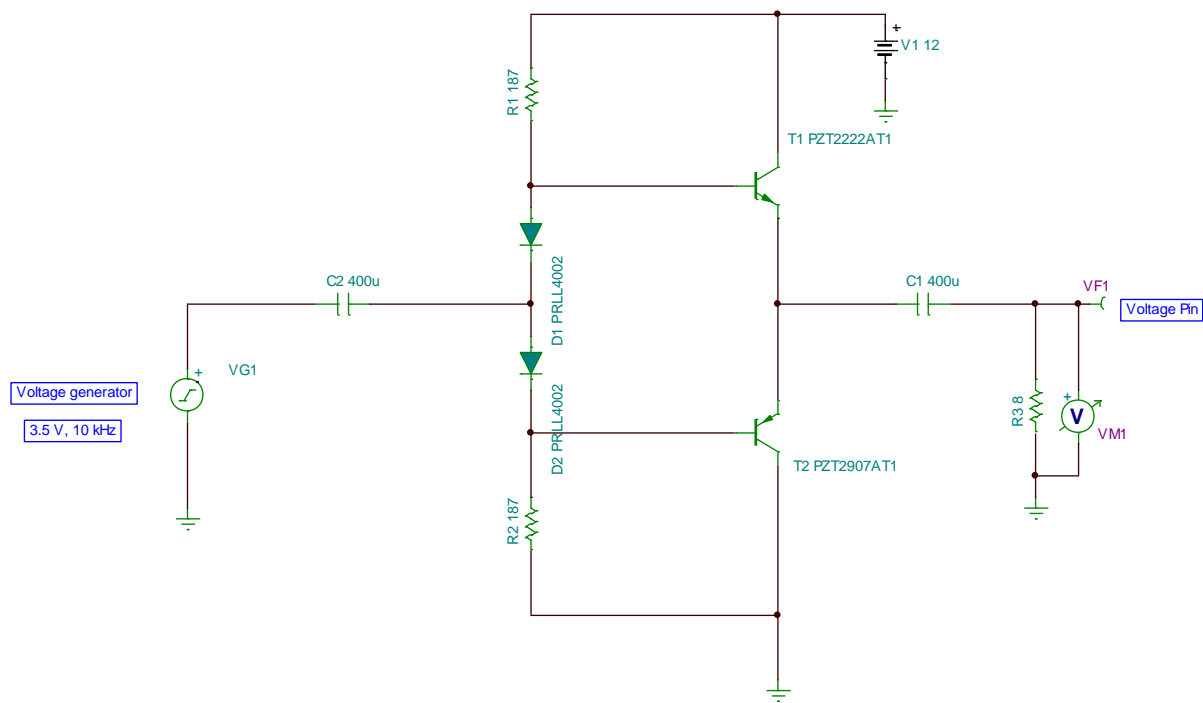 R1 187
+
V1 12
T1 PZT2222AT1
D1 PRLL4002
C2 400u
C1 400u
VF1
Voltage Pin
+
VG1
Voltage generator
3.5 V, 10 kHz
D2 PRLL4002
R3 8
+
V
VM1
T2 PZT2907AT1
R2 187